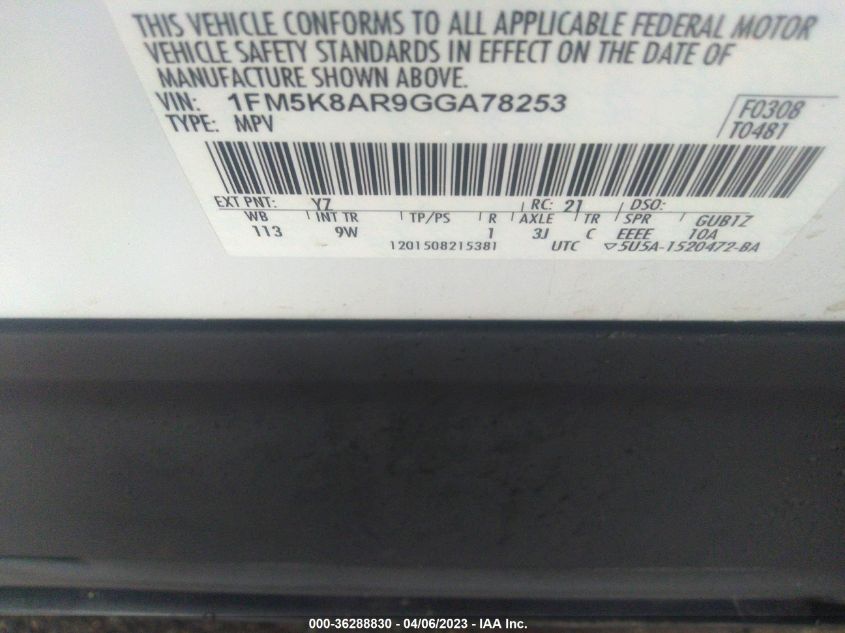 THIS VEHICLE CONFORMS TO ALL APPLICABLE FEDERAL MOTOR
VEHICLE SAFETY STANDARDS IN EFFECT ON THE DATE OF
MANUFACTURE SHOWN ABOVE.
VIN: 1FM5K8AR9GGA78253
TYPE: MPV
F0308
T0481
EXT PNT: YZ RC: 21 DSO:
WB INT TR TP/PS R AXLE TR SPR GUB1Z
113 9W 1 3J C EEEE 10A
1201508215381 UTC ▽5U5A-1520472-BA
000-36288830 - 04/06/2023 - IAA Inc.